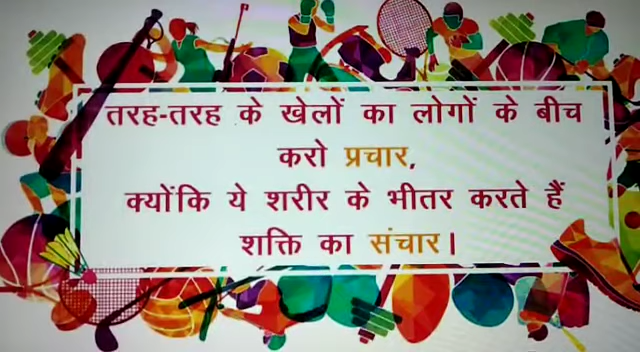 तरह-तरह के खेलों का लोगों के बीच
करो प्रचार,
क्योंकि ये शरीर के भीतर करते हैं
शक्ति का संचार।